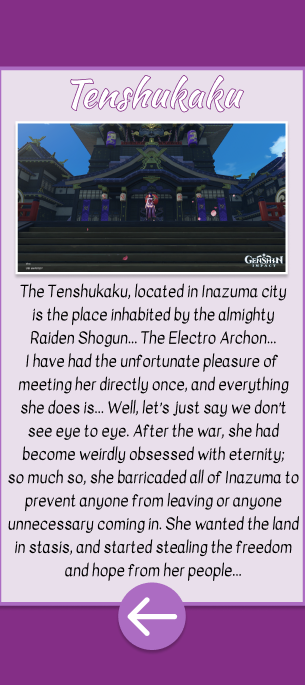 Tenshukaku
GENSHIN
IMPACT
The Tenshukaku, located in Inazuma city
is the place inhabited by the almighty
Raiden Shogun... The Electro Archon...
I have had the unfortunate pleasure of
meeting her directly once, and everything
she does is... Well, let's just say we don't
see eye to eye. After the war, she had
become weirdly obsessed with eternity;
so much so, she barricaded all of Inazuma to
prevent anyone from leaving or anyone
unnecessary coming in. She wanted the land
in stasis, and started stealing the freedom
and hope from her people...